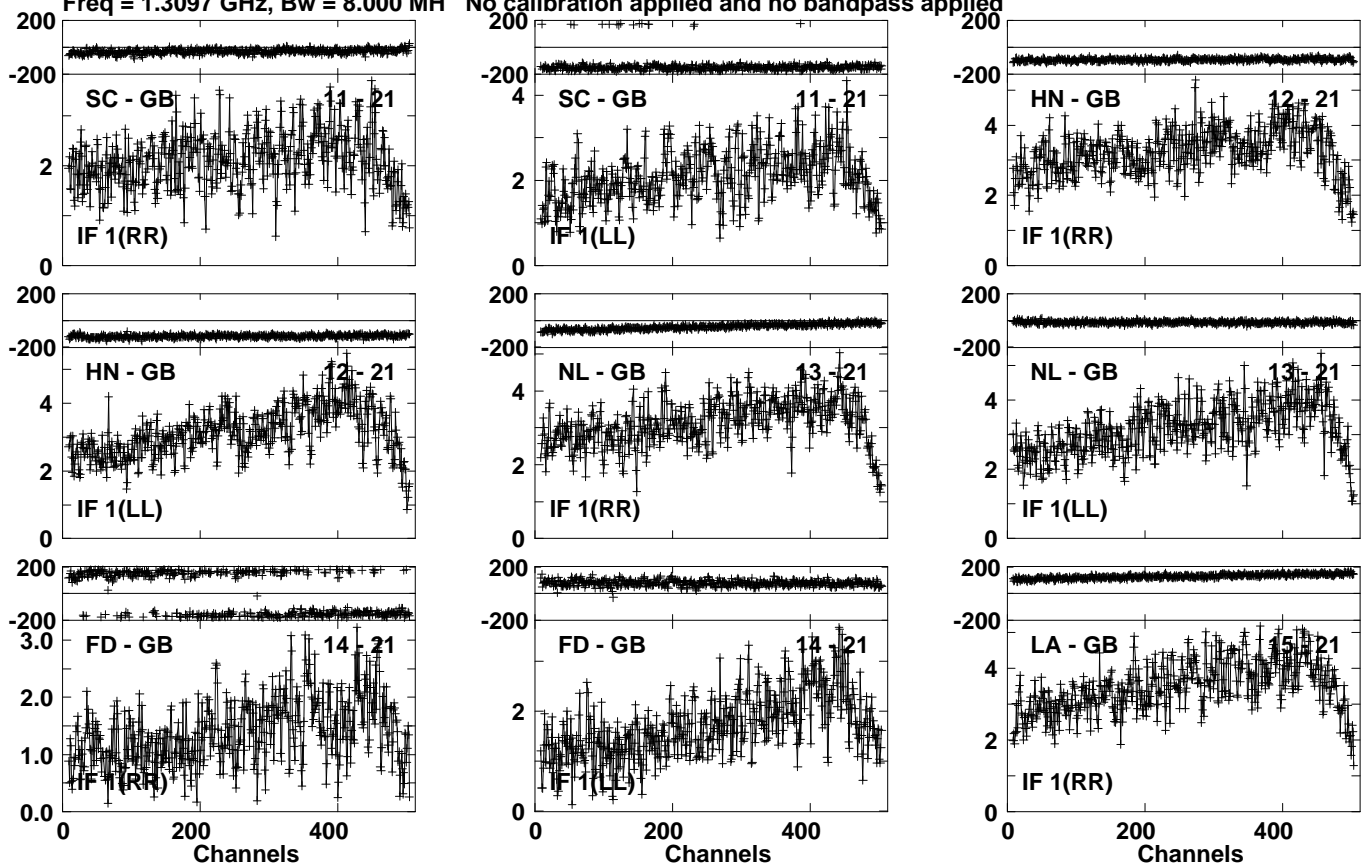 Freq = 1.3097 GHz, Bw = 8.000 MH No calibration applied and no bandpass applied
200
-200
SC - GB 11 - 21
2
IF 1(RR)
0
4
SC - GB 11 - 21
2
IF 1(LL)
0
200
-200
HN - GB 12 - 21
4
2
IF 1(RR)
0
200
-200
HN - GB 12 - 21
4
2
IF 1(LL)
0
200
-200
NL - GB 13 - 21
4
2
IF 1(RR)
0
200
-200
NL - GB 13 - 21
4
2
IF 1(LL)
0
200
-200
3.0 FD - GB 14 - 21
2.0
1.0
IF 1(RR)
0.0
0 200 400
Channels
200
-200
FD - GB 14 - 21
2
IF 1(LL)
0
0 200 400
Channels
200
-200
LA - GB 15 - 21
4
2
IF 1(RR)
0
0 200 400
Channels